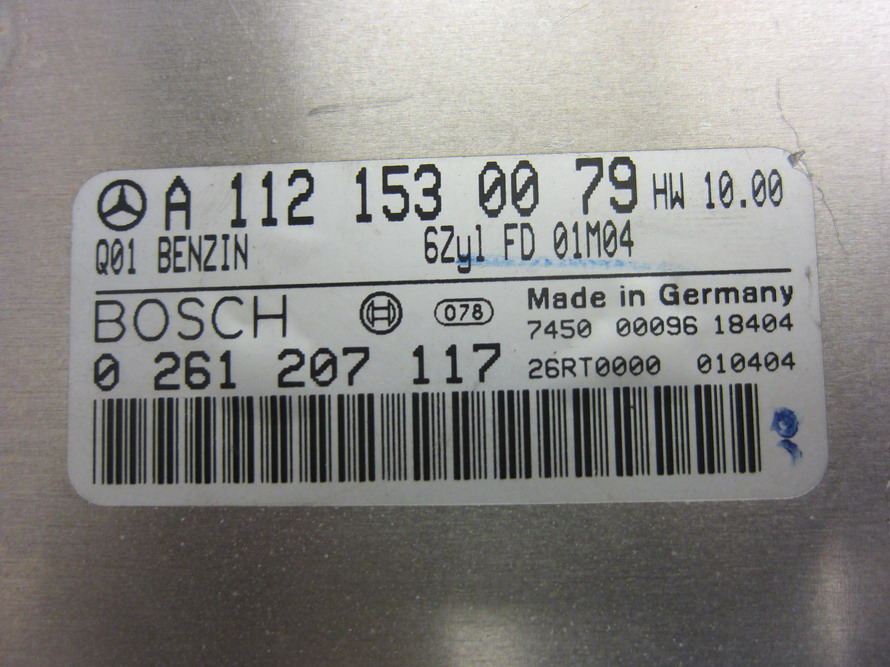 A 112 153 00 79 HW 10.00
Q01 BENZIN 6Zyl FD 01M04
BOSCH 078 Made in Germany
7450 00096 18404
0 261 207 117 26RT0000 010404